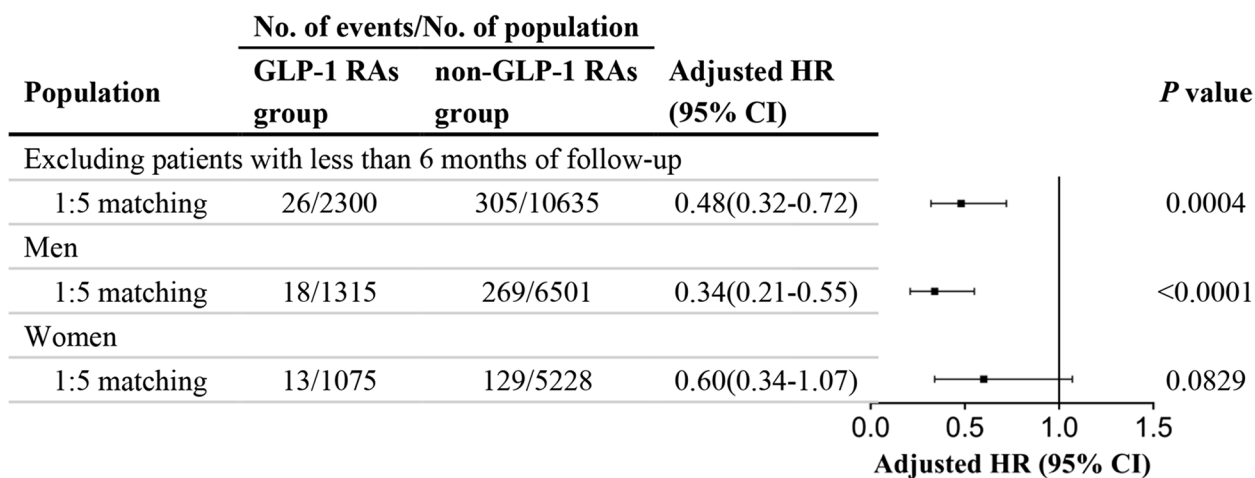 No. of events/No. of population
Population GLP-1 RAs group non-GLP-1 RAs group Adjusted HR (95% CI) P value
Excluding patients with less than 6 months of follow-up
1:5 matching 26/2300 305/10635 0.48(0.32-0.72) 0.0004
Men
1:5 matching 18/1315 269/6501 0.34(0.21-0.55) <0.0001
Women
1:5 matching 13/1075 129/5228 0.60(0.34-1.07) 0.0829
0.0 0.5 1.0 1.5
Adjusted HR (95% CI)